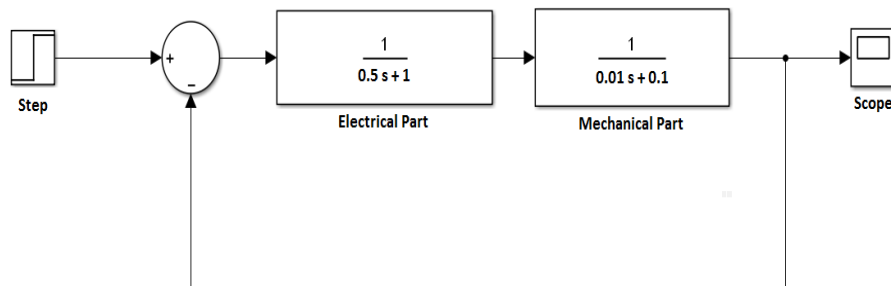 +
−
1
0.5 s + 1
1
0.01 s + 0.1
Step
Electrical Part
Mechanical Part
Scope